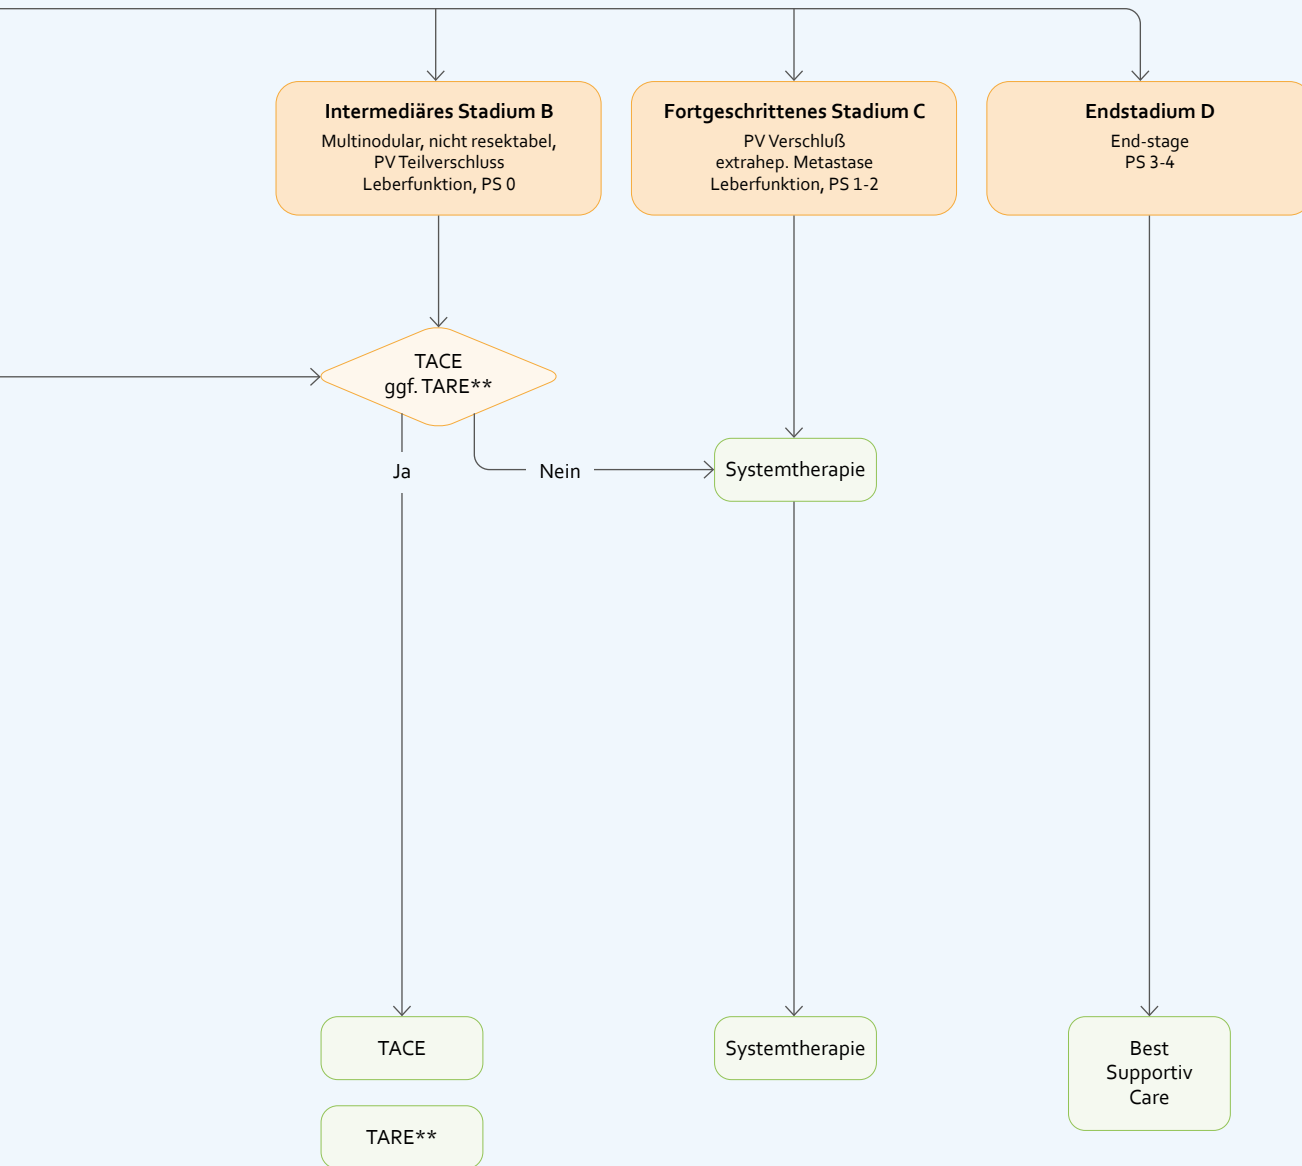 Intermediäres Stadium B
Multinodular, nicht resektabel,
PV Teilverschluss
Leberfunktion, PS 0
Fortgeschrittenes Stadium C
PV Verschluß
extrahep. Metastase
Leberfunktion, PS 1-2
Endstadium D
End-stage
PS 3-4
TACE
ggf. TARE**
Ja
Nein
Systemtherapie
TACE
Systemtherapie
Best
Supportiv
Care
TARE**